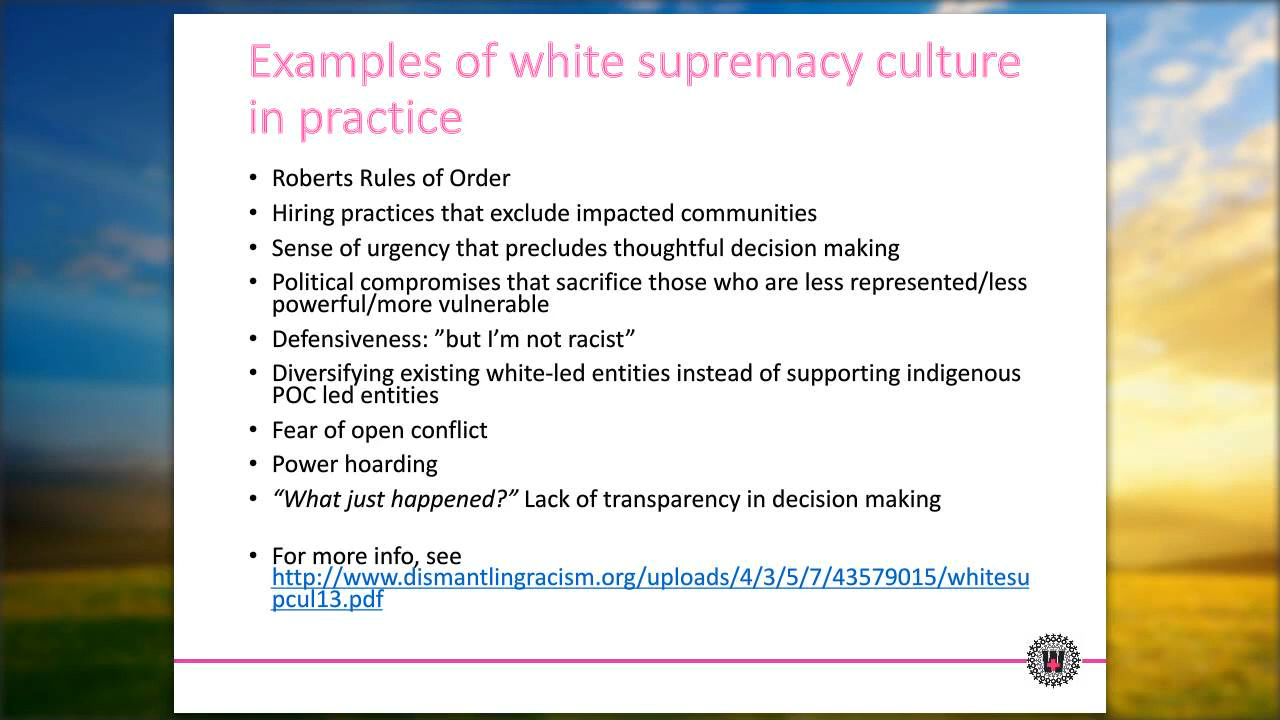 Examples of white supremacy culture
in practice
• Roberts Rules of Order
• Hiring practices that exclude impacted communities
• Sense of urgency that precludes thoughtful decision making
• Political compromises that sacrifice those who are less represented/less
powerful/more vulnerable
• Defensiveness: ”but I’m not racist”
• Diversifying existing white-led entities instead of supporting indigenous
POC led entities
• Fear of open conflict
• Power hoarding
• “What just happened?” Lack of transparency in decision making
• For more info, see
http://www.dismantlingracism.org/uploads/4/3/5/7/43579015/whitesu
pcul13.pdf